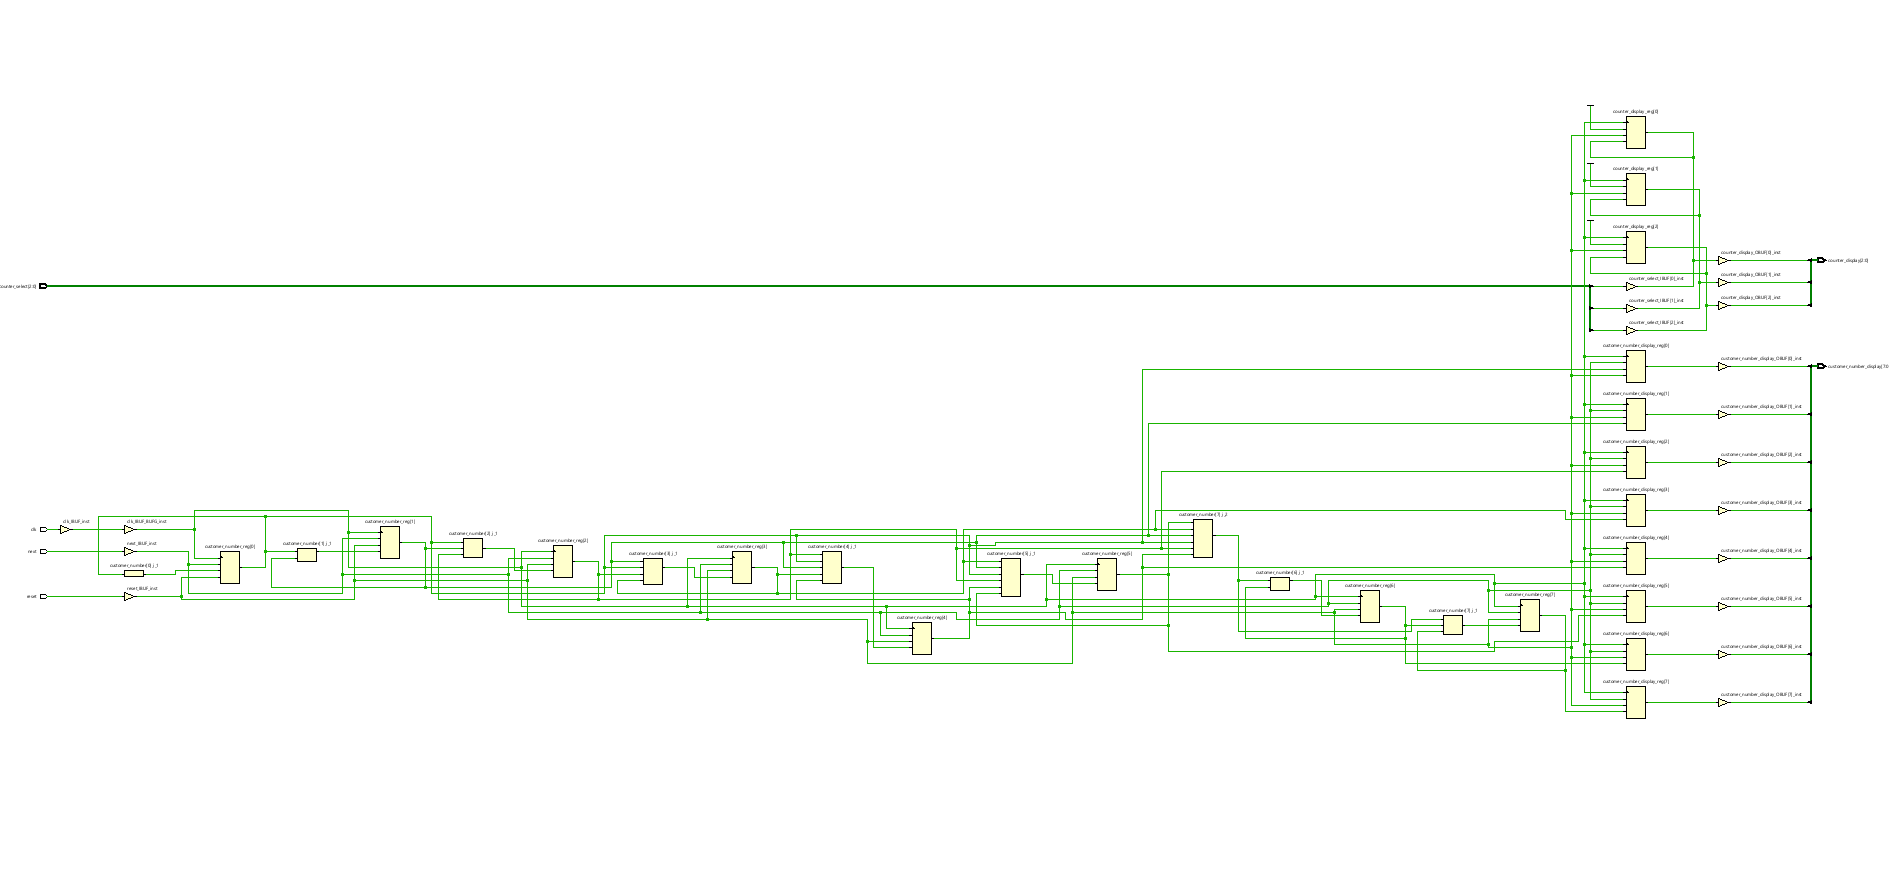 counter_display_reg[0]
counter_display_reg[1]
counter_display_reg[2]
counter_display_OBUF[0]_inst
counter_display[2:0]
counter_select_IBUF[0]_inst
counter_display_OBUF[1]_inst
counter_select[2:0]
counter_select_IBUF[1]_inst
counter_display_OBUF[2]_inst
counter_select_IBUF[2]_inst
customer_number_display_reg[0]
customer_number_display_OBUF[0]_inst
customer_number_display[7:0]
customer_number_display_reg[1]
customer_number_display_OBUF[1]_inst
customer_number_display_reg[2]
customer_number_display_OBUF[2]_inst
customer_number_display_reg[3]
customer_number_display_OBUF[3]_inst
customer_number_display_reg[4]
customer_number_display_OBUF[4]_inst
customer_number_display_reg[5]
customer_number_display_OBUF[5]_inst
customer_number_display_reg[6]
customer_number_display_OBUF[6]_inst
customer_number_display_reg[7]
customer_number_display_OBUF[7]_inst
clk
clk_IBUF_inst
clk_IBUF_BUFG_inst
next
next_IBUF_inst
customer_number[0]_i_1
reset
reset_IBUF_inst
customer_number_reg[0]
customer_number[1]_i_1
customer_number_reg[1]
customer_number[2]_i_1
customer_number_reg[2]
customer_number[3]_i_1
customer_number_reg[3]
customer_number[4]_i_1
customer_number_reg[4]
customer_number[5]_i_1
customer_number_reg[5]
customer_number[7]_i_2
customer_number[6]_i_1
customer_number_reg[6]
customer_number[7]_i_1
customer_number_reg[7]